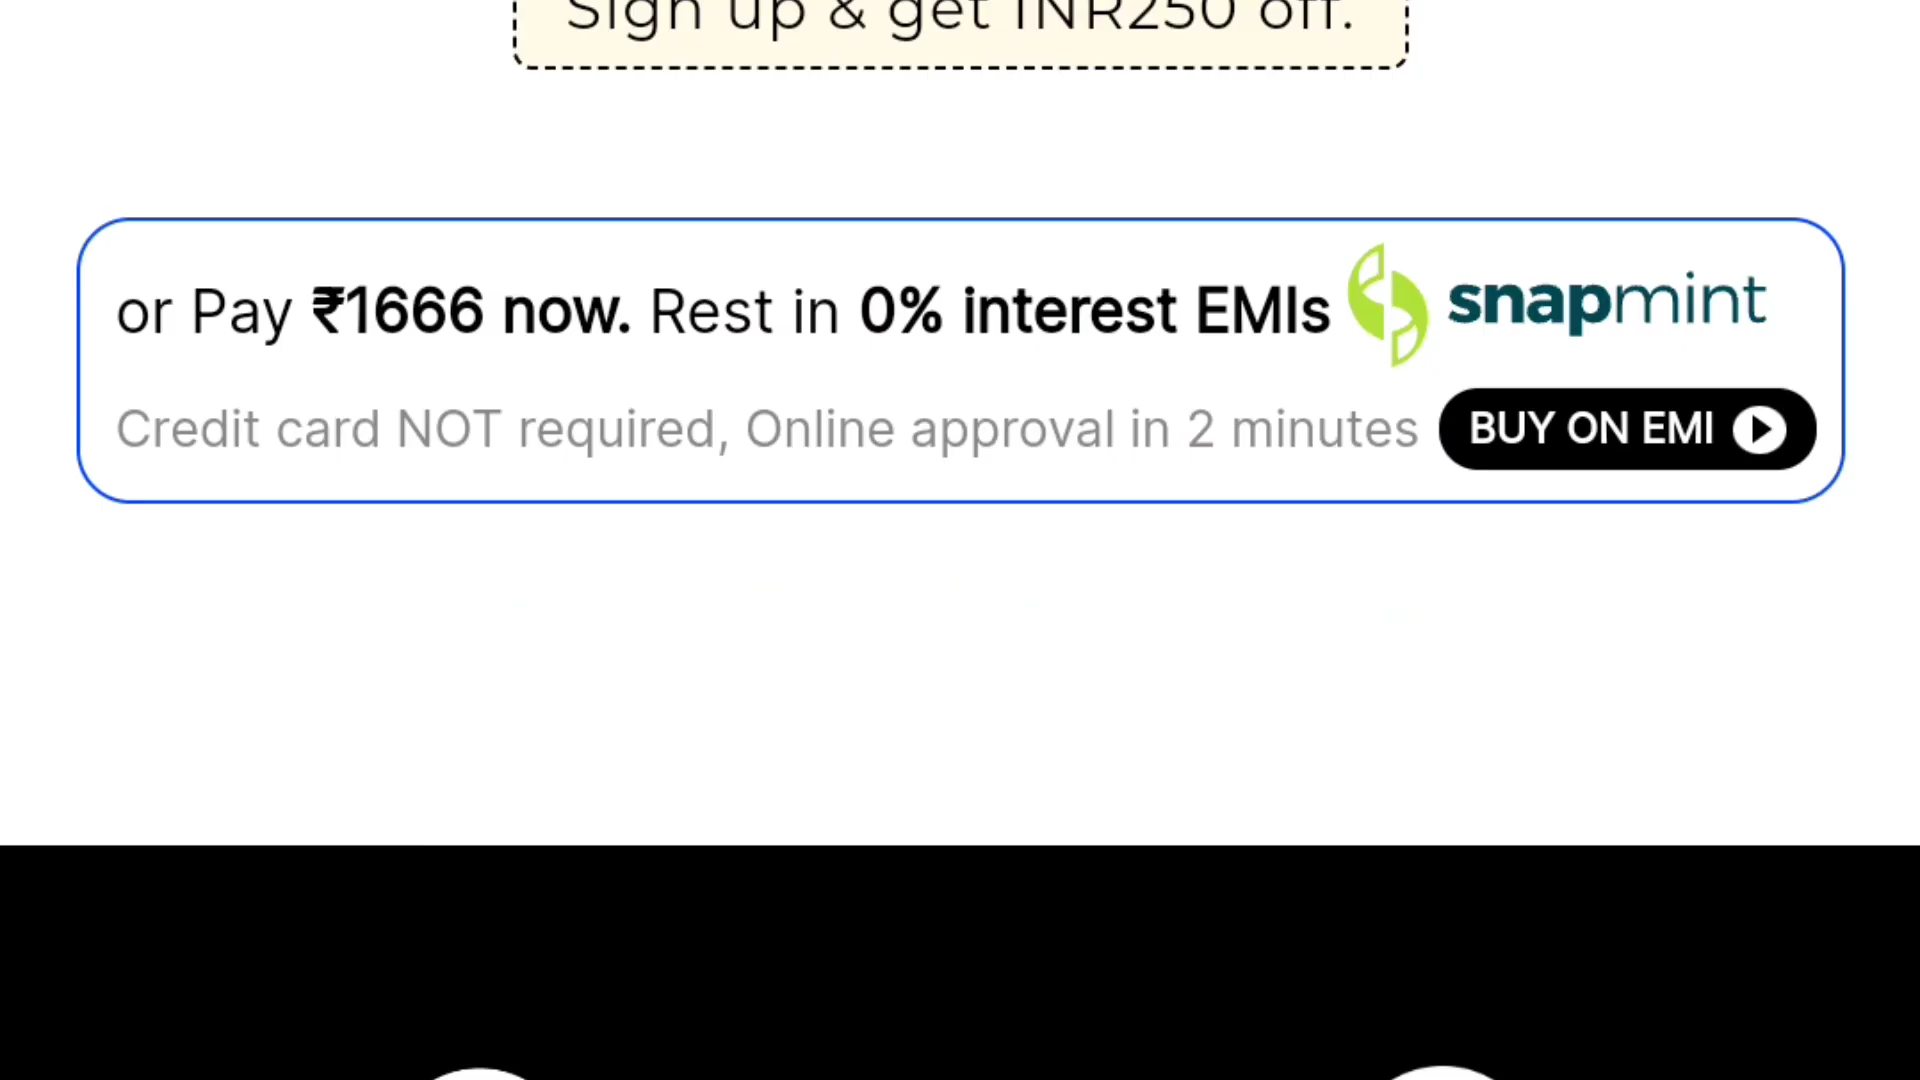 Sign up & get INR250 off.
or Pay ₹1666 now. Rest in 0% interest EMIs snapmint
Credit card NOT required, Online approval in 2 minutes BUY ON EMI